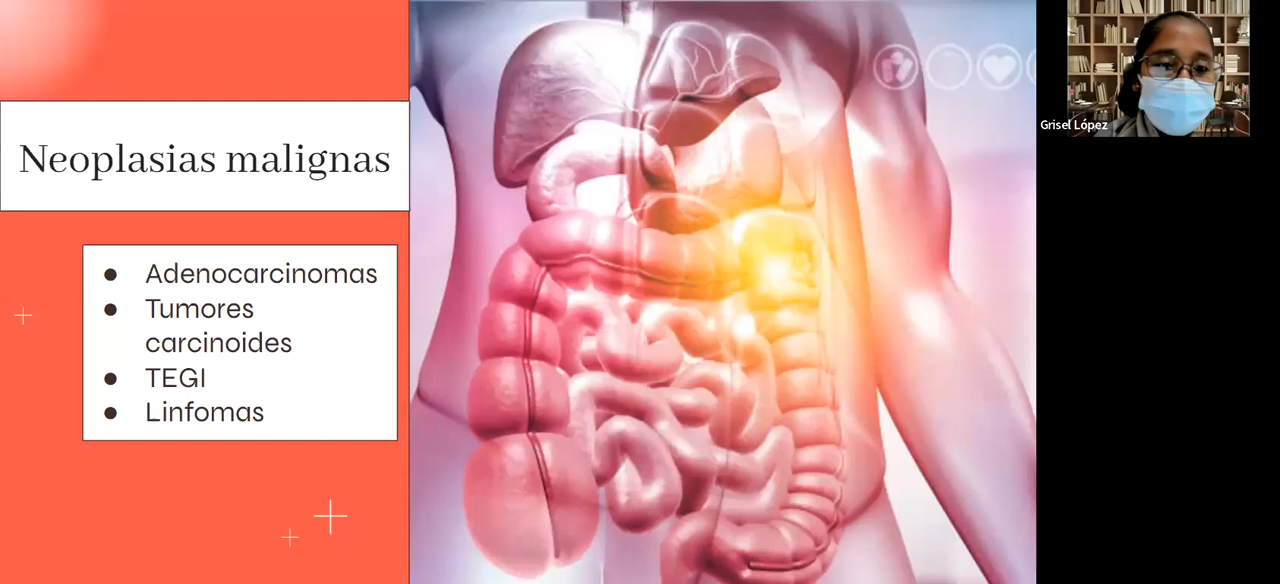 Neoplasias malignas
● Adenocarcinomas
● Tumores
carcinoides
● TEGI
● Linfomas
Grisel López